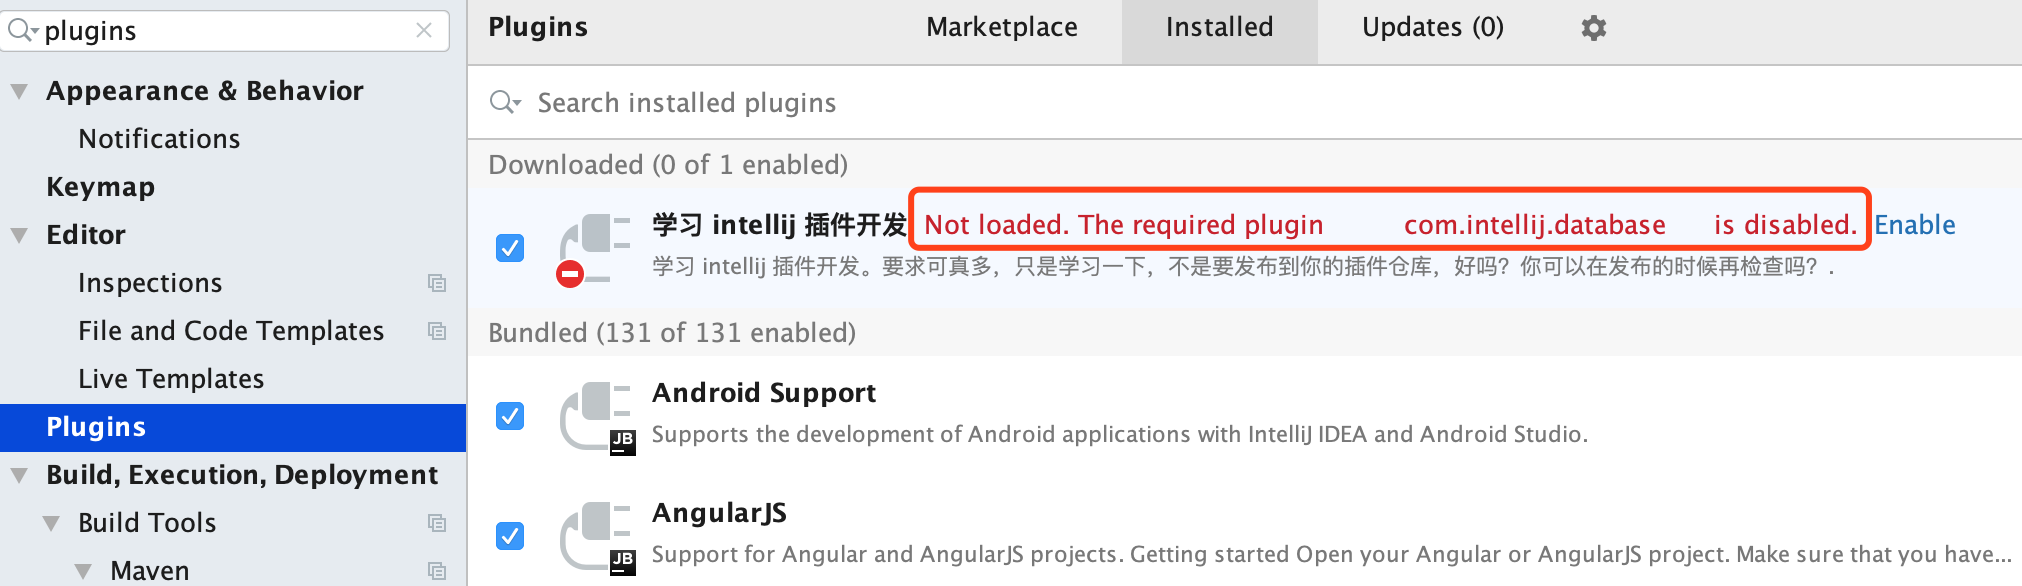 plugins
Appearance & Behavior
Notifications
Keymap
Editor
Inspections
File and Code Templates
Live Templates
Plugins
Build, Execution, Deployment
Build Tools
Maven
Plugins Marketplace Installed Updates (0)
Search installed plugins
Downloaded (0 of 1 enabled)
学习 intellij 插件开发 Not loaded. The required plugin com.intellij.database is disabled. Enable
学习 intellij 插件开发。要求可真多，只是学习一下，不是要发布到你的插件仓库，好吗？你可以在发布的时候再检查吗？.
Bundled (131 of 131 enabled)
Android Support
JB
Supports the development of Android applications with IntelliJ IDEA and Android Studio.
AngularJS
JB
Support for Angular and AngularJS projects. Getting started Open your Angular or AngularJS project. Make sure that you have...